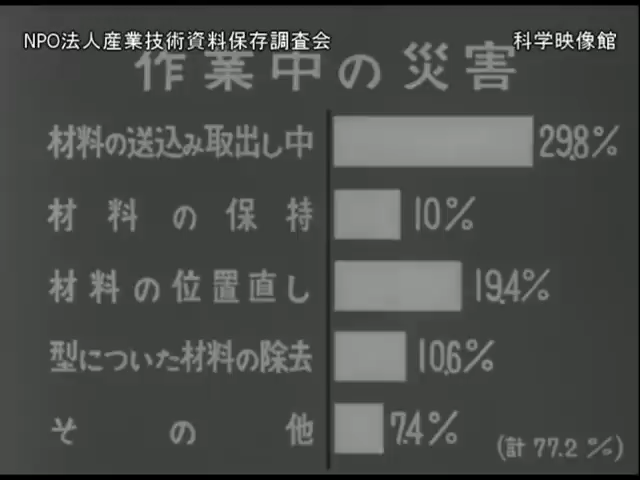 NPO法人産業技術資料保存調査会 科学映像館
作業中の災害
材料の送込み取出し中 29.8%
材料の保持 10%
材料の位置直し 19.4%
型についた材料の除去 10.6%
その他 7.4%
(計 77.2 %)